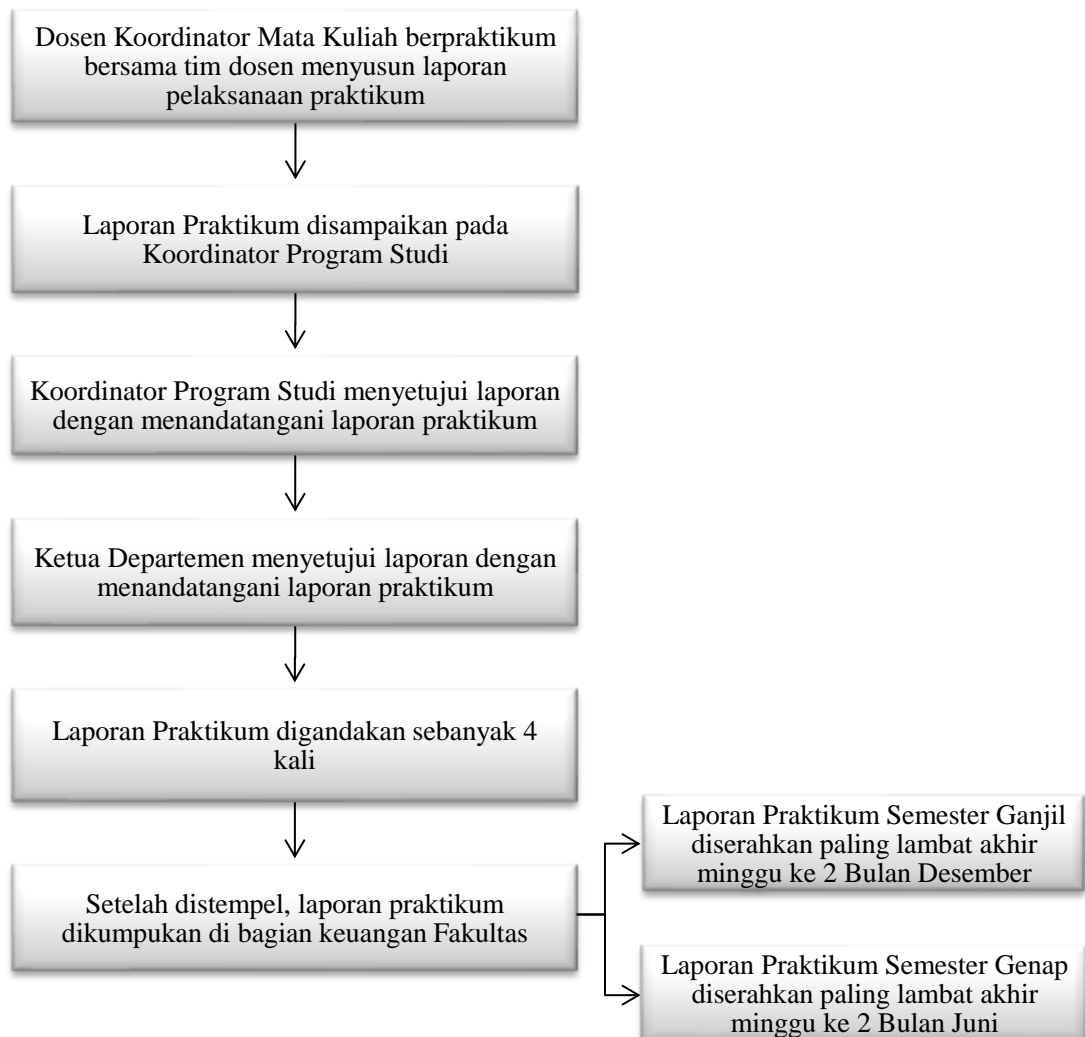 Dosen Koordinator Mata Kuliah berpraktikum
bersama tim dosen menyusun laporan
pelaksanaan praktikum
Laporan Praktikum disampaikan pada
Koordinator Program Studi
Koordinator Program Studi menyetujui laporan
dengan menandatangani laporan praktikum
Ketua Departemen menyetujui laporan dengan
menandatangani laporan praktikum
Laporan Praktikum digandakan sebanyak 4
kali
Setelah distempel, laporan praktikum
dikumpukan di bagian keuangan Fakultas
Laporan Praktikum Semester Ganjil
diserahkan paling lambat akhir
minggu ke 2 Bulan Desember
Laporan Praktikum Semester Genap
diserahkan paling lambat akhir
minggu ke 2 Bulan Juni